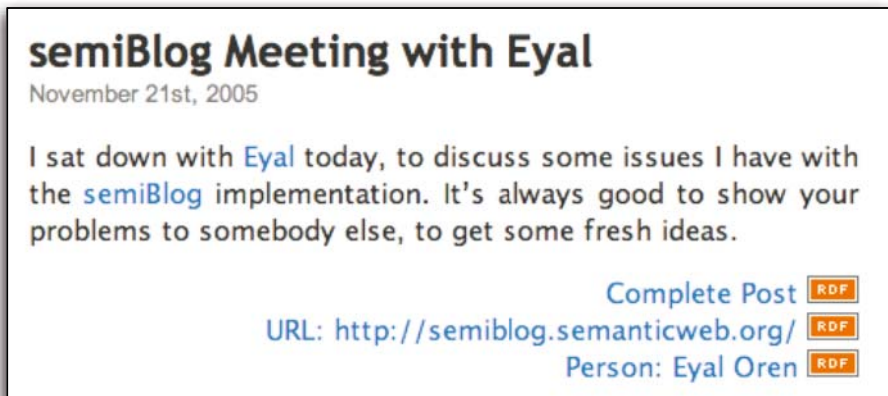 semiBlog Meeting with Eyal
November 21st, 2005
I sat down with Eyal today, to discuss some issues I have with
the semiBlog implementation. It's always good to show your
problems to somebody else, to get some fresh ideas.
Complete Post RDF
URL: http://semiblog.semanticweb.org/ RDF
Person: Eyal Oren RDF